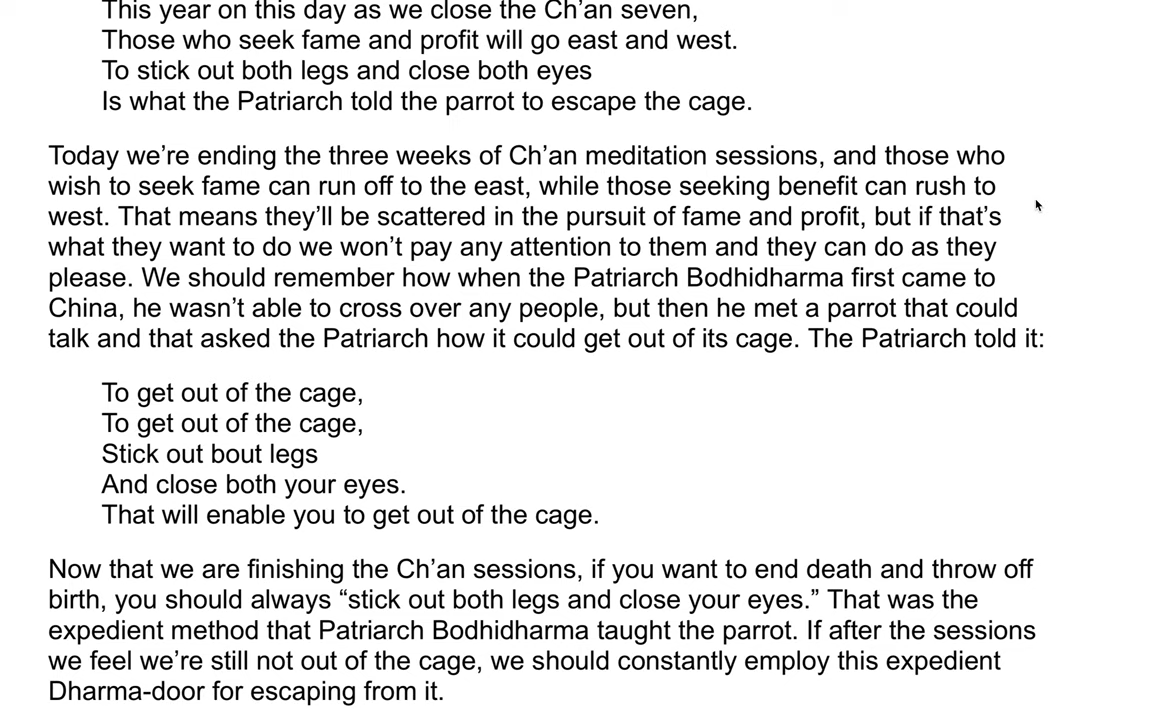 This year on this day as we close the Ch’an seven,
Those who seek fame and profit will go east and west.
To stick out both legs and close both eyes
Is what the Patriarch told the parrot to escape the cage.
Today we’re ending the three weeks of Ch’an meditation sessions, and those who
wish to seek fame can run off to the east, while those seeking benefit can rush to
west. That means they’ll be scattered in the pursuit of fame and profit, but if that’s
what they want to do we won’t pay any attention to them and they can do as they
please. We should remember how when the Patriarch Bodhidharma first came to
China, he wasn’t able to cross over any people, but then he met a parrot that could
talk and that asked the Patriarch how it could get out of its cage. The Patriarch told it:
To get out of the cage,
To get out of the cage,
Stick out bout legs
And close both your eyes.
That will enable you to get out of the cage.
Now that we are finishing the Ch’an sessions, if you want to end death and throw off
birth, you should always “stick out both legs and close your eyes.” That was the
expedient method that Patriarch Bodhidharma taught the parrot. If after the sessions
we feel we’re still not out of the cage, we should constantly employ this expedient
Dharma-door for escaping from it.